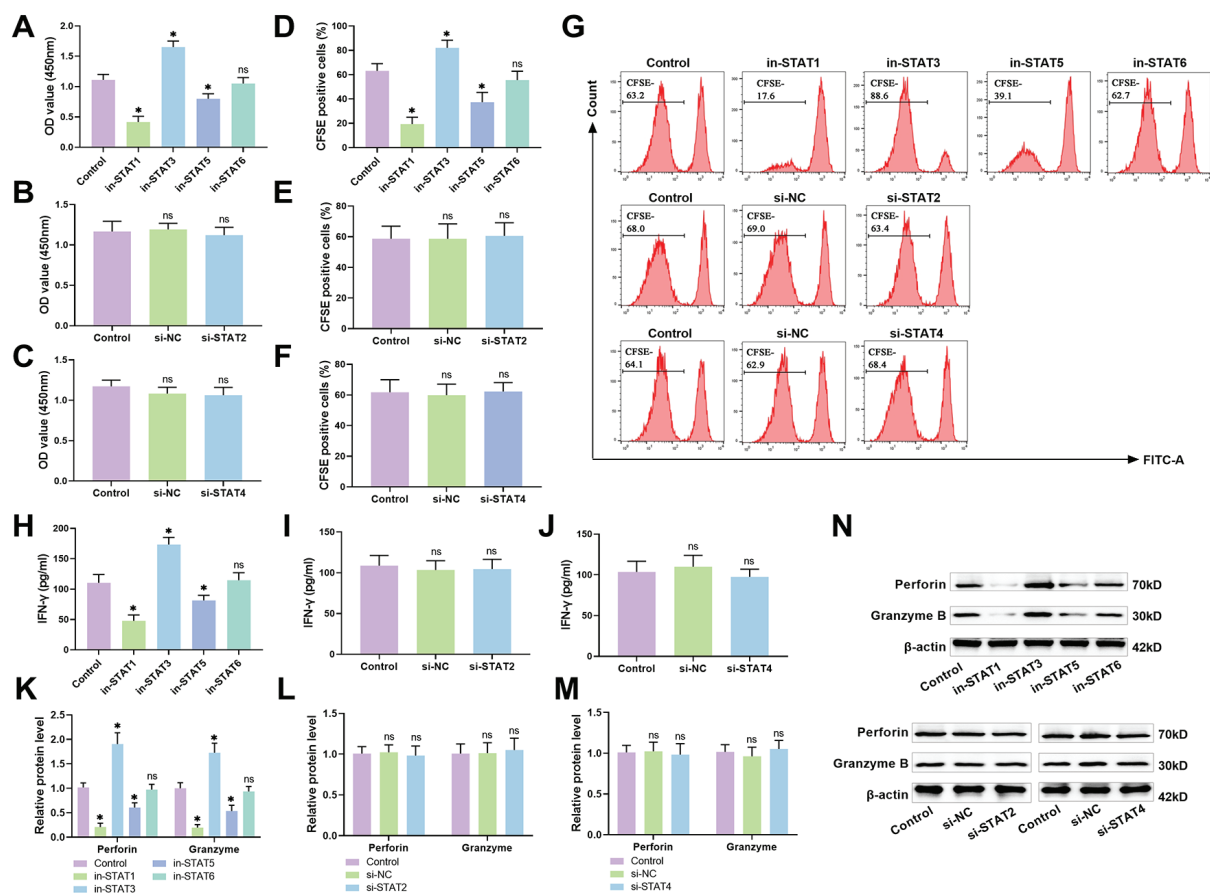 A
OD value (450nm)
2.0
1.5
1.0
0.5
0.0
*
*
*
ns
Control
in-STAT1
in-STAT3
in-STAT5
in-STAT6
D
CFSE positive cells (%)
100
80
60
40
20
0
*
*
*
ns
Control
in-STAT1
in-STAT3
in-STAT5
in-STAT6
B
OD value (450nm)
1.5
1.0
0.5
0.0
ns
ns
Control
si-NC
si-STAT2
E
CFSE positive cells (%)
100
80
60
40
20
0
ns
ns
Control
si-NC
si-STAT2
C
OD value (450nm)
1.5
1.0
0.5
0.0
ns
ns
Control
si-NC
si-STAT4
F
CFSE positive cells (%)
100
80
60
40
20
0
ns
ns
Control
si-NC
si-STAT4
G
Count
Control
in-STAT1
in-STAT3
in-STAT5
in-STAT6
CFSE-
63.2
CFSE-
17.6
CFSE-
88.6
CFSE-
39.1
CFSE-
62.7
Control
si-NC
si-STAT2
CFSE-
68.0
CFSE-
69.0
CFSE-
63.4
Control
si-NC
si-STAT4
CFSE-
64.1
CFSE-
62.9
CFSE-
68.4
FITC-A
H
IFN-γ (pg/ml)
200
150
100
50
0
*
*
*
ns
Control
in-STAT1
in-STAT3
in-STAT5
in-STAT6
I
IFN-γ (pg/ml)
150
100
50
0
ns
ns
Control
si-NC
si-STAT2
J
IFN-γ (pg/ml)
150
100
50
0
ns
ns
Control
si-NC
si-STAT4
K
Relative protein level
2.5
2.0
1.5
1.0
0.5
0.0
*
*
*
ns
*
*
*
ns
Perforin
Granzyme
Control
in-STAT1
in-STAT3
in-STAT5
in-STAT6
L
Relative protein level
2.0
1.5
1.0
0.5
0.0
ns
ns
ns
ns
Perforin
Granzyme
Control
si-NC
si-STAT2
M
Relative protein level
2.0
1.5
1.0
0.5
0.0
ns
ns
ns
ns
Perforin
Granzyme
Control
si-NC
si-STAT4
N
Perforin
70kD
Granzyme B
30kD
β-actin
42kD
Control
in-STAT1
in-STAT3
in-STAT5
in-STAT6
Perforin
70kD
Granzyme B
30kD
β-actin
42kD
Control
si-NC
si-STAT2
Control
si-NC
si-STAT4